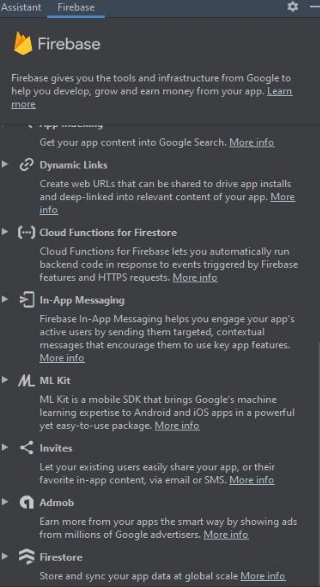 Assistant Firebase
Firebase
Firebase gives you the tools and infrastructure from Google to
help you develop, grow and earn money from your app. Learn
more
App Indexing
Get your app content into Google Search. More info
Dynamic Links
Create web URLs that can be shared to drive app installs
and deep-linked into relevant content of your app. More
info
Cloud Functions for Firestore
Cloud Functions for Firebase lets you automatically run
backend code in response to events triggered by Firebase
features and HTTPS requests. More info
In-App Messaging
Firebase In-App Messaging helps you engage your app's
active users by sending them targeted, contextual
messages that encourage them to use key app features.
More info
ML Kit
ML Kit is a mobile SDK that brings Google's machine
learning expertise to Android and iOS apps in a powerful
yet easy-to-use package. More info
Invites
Let your existing users easily share your app, or their
favorite in-app content, via email or SMS. More info
Admob
Earn more from your apps the smart way by showing ads
from millions of Google advertisers. More info
Firestore
Store and sync your app data at global scale More info